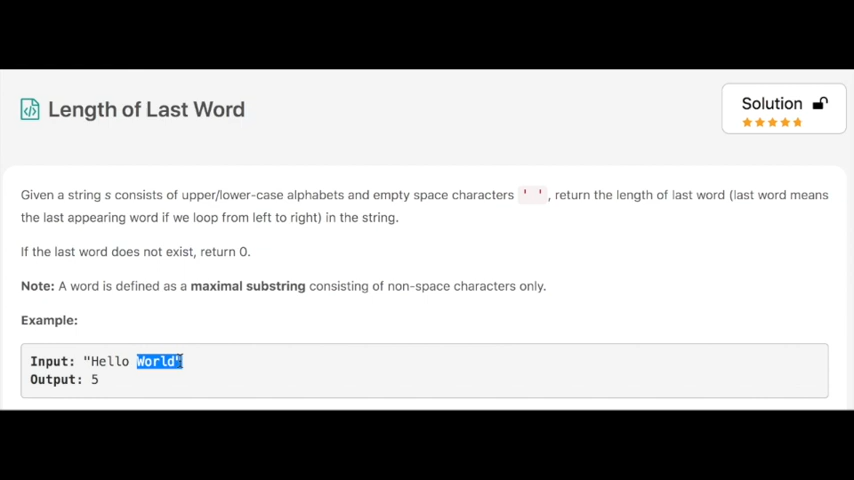 Length of Last Word
Solution
Given a string s consists of upper/lower-case alphabets and empty space characters ' ', return the length of last word (last word means
the last appearing word if we loop from left to right) in the string.
If the last word does not exist, return 0.
Note: A word is defined as a maximal substring consisting of non-space characters only.
Example:
Input: "Hello World"
Output: 5